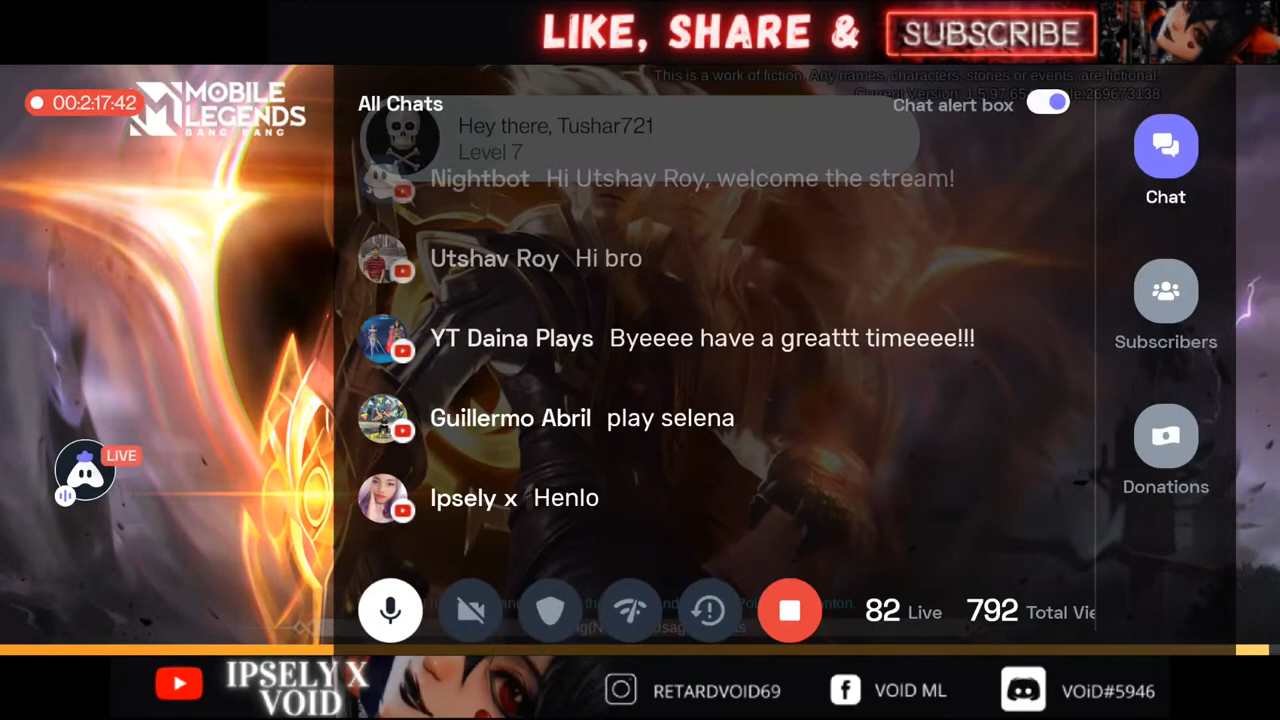 LIKE, SHARE & SUBSCRIBE
This is a work of fiction. Any names, characters, stories or events, are fictional.
00:2:17:42
MOBILE
LEGENDS
BANG BANG
All Chats
Chat alert box
Hey there, Tushar721
Level 7
Nightbot Hi Utshav Roy, welcome the stream!
Chat
Utshav Roy Hi bro
Subscribers
YT Daina Plays Byeeee have a greattt timeeee!!!
Guillermo Abril play selena
LIVE
Donations
Ipsely x Henlo
82 Live 792 Total Vie
IPSELY X
VOID
RETARDVOID69
VOID ML
VOiD#5946